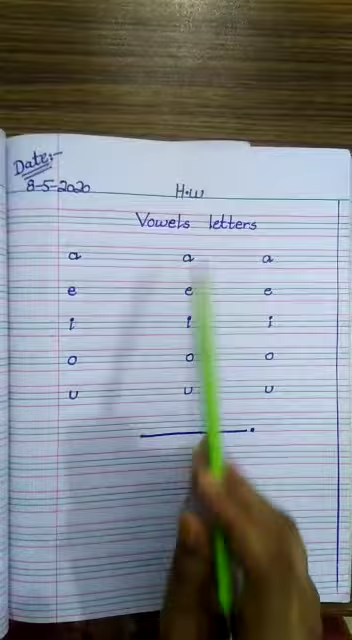 Date:-
8-5-2020
H.W
Vowels letters
a a a
e e e
i i i
o o o
u u u